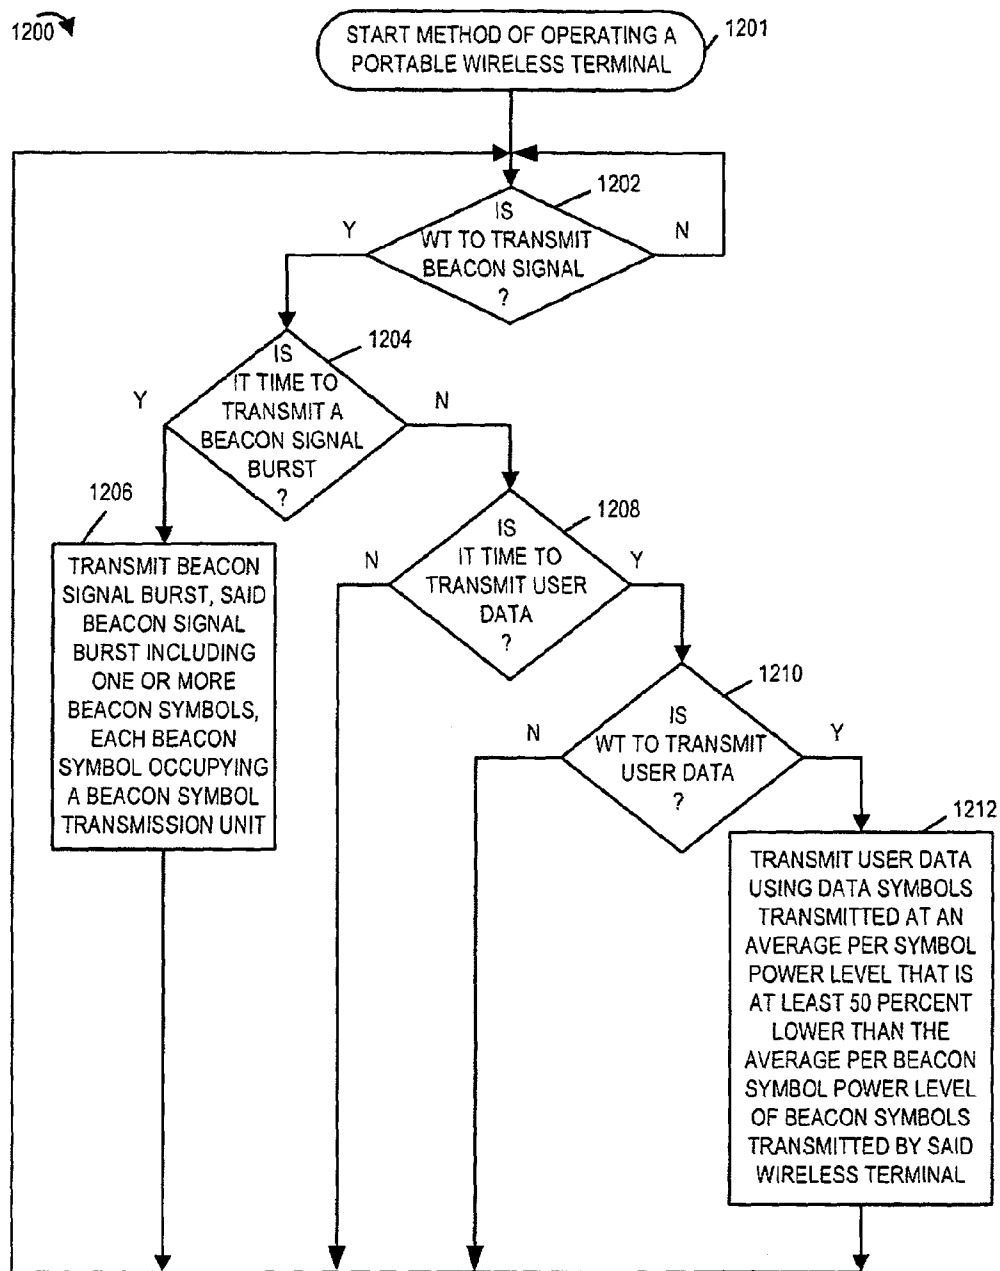 1200
START METHOD OF OPERATING A
PORTABLE WIRELESS TERMINAL
1201
1202
IS
WT TO TRANSMIT
BEACON SIGNAL
?
Y
N
1204
IS
IT TIME TO
TRANSMIT A
BEACON SIGNAL
BURST
?
Y
N
1206
TRANSMIT BEACON
SIGNAL BURST, SAID
BEACON SIGNAL
BURST INCLUDING
ONE OR MORE
BEACON SYMBOLS,
EACH BEACON
SYMBOL OCCUPYING
A BEACON SYMBOL
TRANSMISSION UNIT
1208
IS
IT TIME TO
TRANSMIT USER
DATA
?
N
Y
1210
IS
WT TO TRANSMIT
USER DATA
?
N
Y
1212
TRANSMIT USER DATA
USING DATA SYMBOLS
TRANSMITTED AT AN
AVERAGE PER SYMBOL
POWER LEVEL THAT IS
AT LEAST 50 PERCENT
LOWER THAN THE
AVERAGE PER BEACON
SYMBOL POWER LEVEL
OF BEACON SYMBOLS
TRANSMITTED BY SAID
WIRELESS TERMINAL